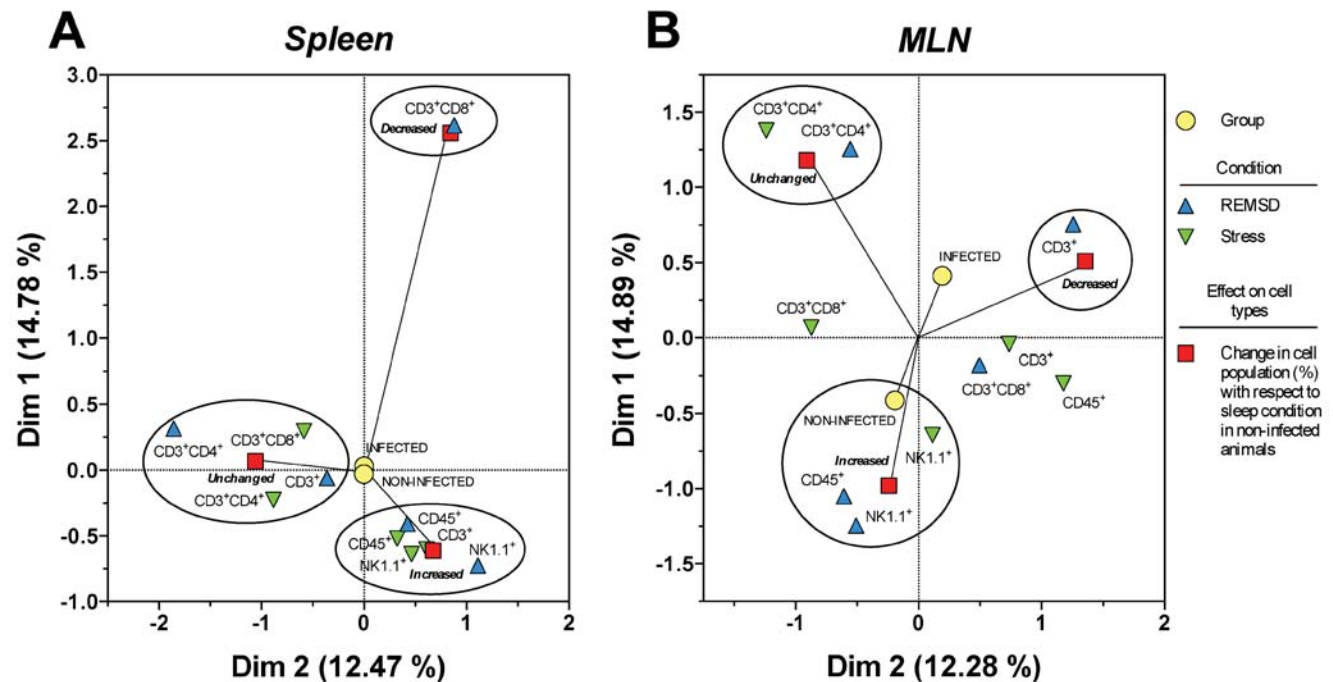 A
Spleen
3.0
2.5
2.0
1.5
1.0
0.5
0.0
-0.5
-1.0
Dim 1 (14.78 %)
CD3+CD8+
Decreased
CD3+CD4+
CD3+CD8+
Unchanged
CD3+
CD3+CD4+
INFECTED
NON-INFECTED
CD45+
CD45+
CD3+
NK1.1+
NK1.1+
Increased
-2
-1
0
1
2
Dim 2 (12.47 %)
B
MLN
1.5
1.0
0.5
0.0
-0.5
-1.0
-1.5
Dim 1 (14.89 %)
CD3+CD4+
CD3+CD4+
Unchanged
INFECTED
CD3+
Decreased
CD3+CD8+
CD3+
CD3+CD8+
CD45+
NON-INFECTED
NK1.1+
Increased
CD45+
NK1.1+
-1
0
1
2
Dim 2 (12.28 %)
Group
Condition
REMSD
Stress
Effect on cell
types
Change in cell
population (%)
with respect to
sleep condition
in non-infected
animals